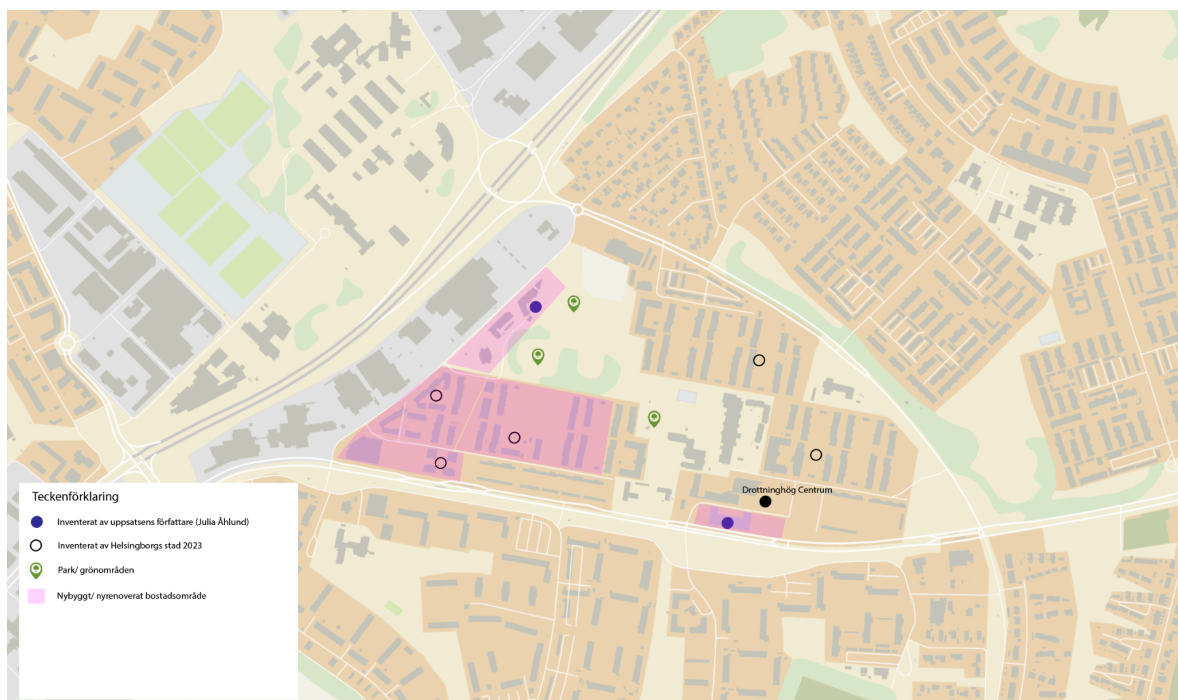 Drottninghög Centrum
Teckenförklaring
Inventerat av uppsatsens författare (Julia Åhlund)
Inventerat av Helsingborgs stad 2023
Park/ grönområden
Nybyggt/ nyrenoverat bostadsområde